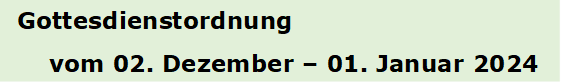 Gottesdienstordnung
vom 02. Dezember – 01. Januar 2024